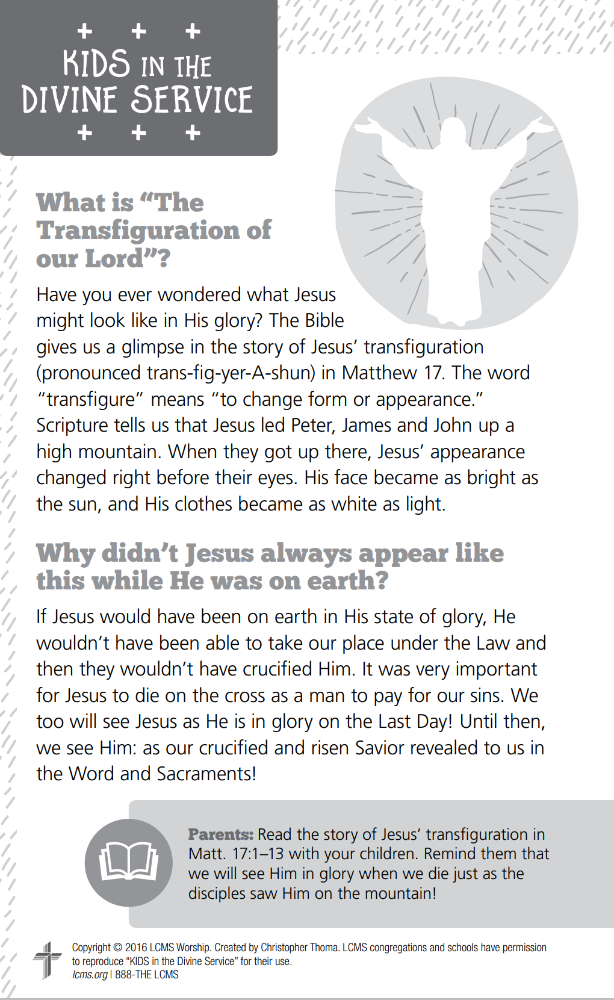 + + +
KIDS IN THE
DIVINE SERVICE
+ + +
What is “The
Transfiguration of
our Lord”?
Have you ever wondered what Jesus
might look like in His glory? The Bible
gives us a glimpse in the story of Jesus’ transfiguration
(pronounced trans-fig-yer-A-shun) in Matthew 17. The word
“transfigure” means “to change form or appearance.”
Scripture tells us that Jesus led Peter, James and John up a
high mountain. When they got up there, Jesus’ appearance
changed right before their eyes. His face became as bright as
the sun, and His clothes became as white as light.
Why didn’t Jesus always appear like
this while He was on earth?
If Jesus would have been on earth in His state of glory, He
wouldn’t have been able to take our place under the Law and
then they wouldn’t have crucified Him. It was very important
for Jesus to die on the cross as a man to pay for our sins. We
too will see Jesus as He is in glory on the Last Day! Until then,
we see Him: as our crucified and risen Savior revealed to us in
the Word and Sacraments!
Parents: Read the story of Jesus’ transfiguration in
Matt. 17:1–13 with your children. Remind them that
we will see Him in glory when we die just as the
disciples saw Him on the mountain!
Copyright © 2016 LCMS Worship. Created by Christopher Thoma. LCMS congregations and schools have permission
to reproduce “KIDS in the Divine Service” for their use.
lcms.org | 888-THE LCMS